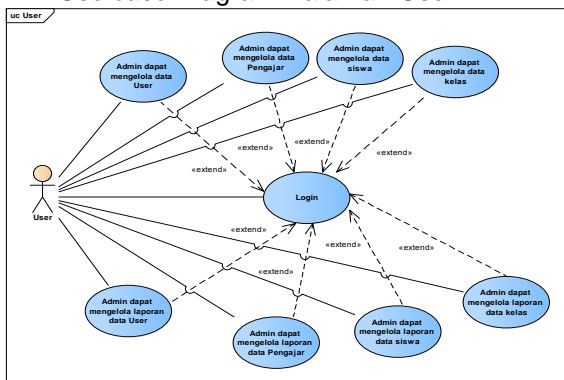 uc User
Admin dapat
mengelola data
User
Admin dapat
mengelola data
Pengajar
Admin dapat
mengelola data
siswa
Admin dapat
mengelola data
kelas
«extend»
«extend»
«extend»
«extend»
User
Login
«extend»
«extend»
«extend»
«extend»
Admin dapat
mengelola laporan
data User
Admin dapat
mengelola laporan
data Pengajar
Admin dapat
mengelola laporan
data siswa
Admin dapat
mengelola laporan
data kelas